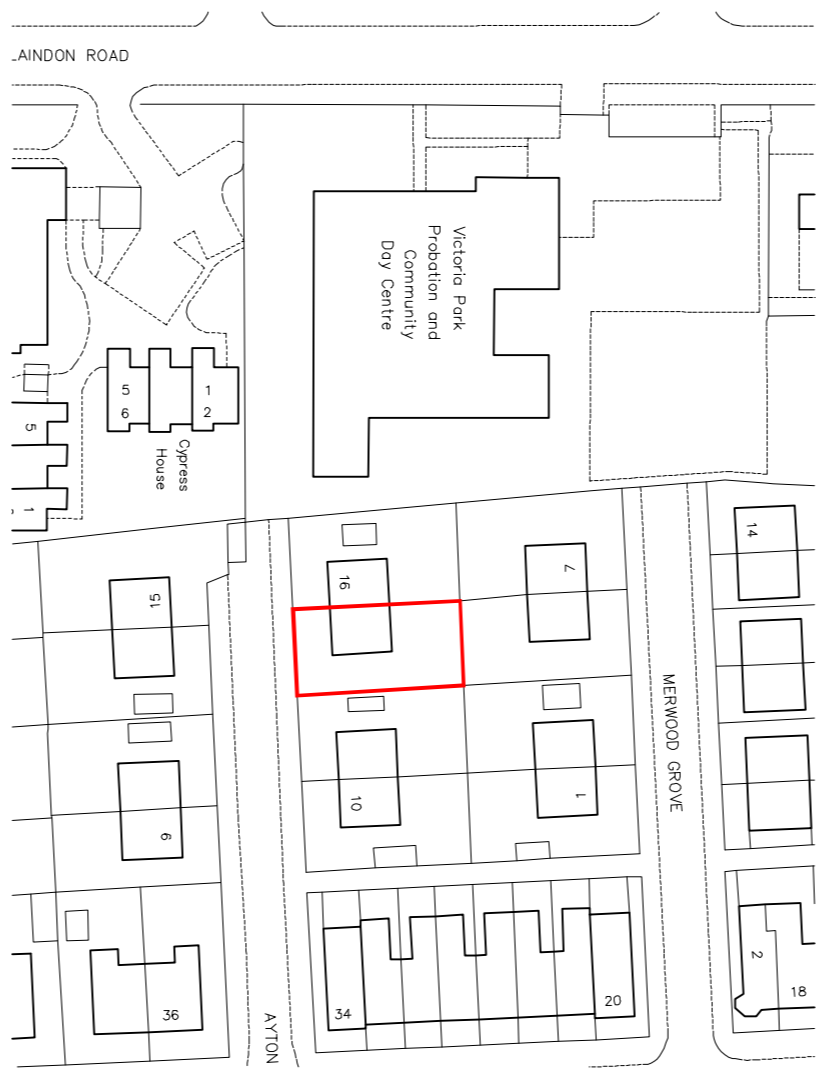 LAINDON ROAD
Victoria Park
Probation and
Community
Day Centre
5
6
1
2
Cypress
House
5
1
14
16
7
15
MERWOOD GROVE
10
1
9
2
18
34
20
36
AYTON